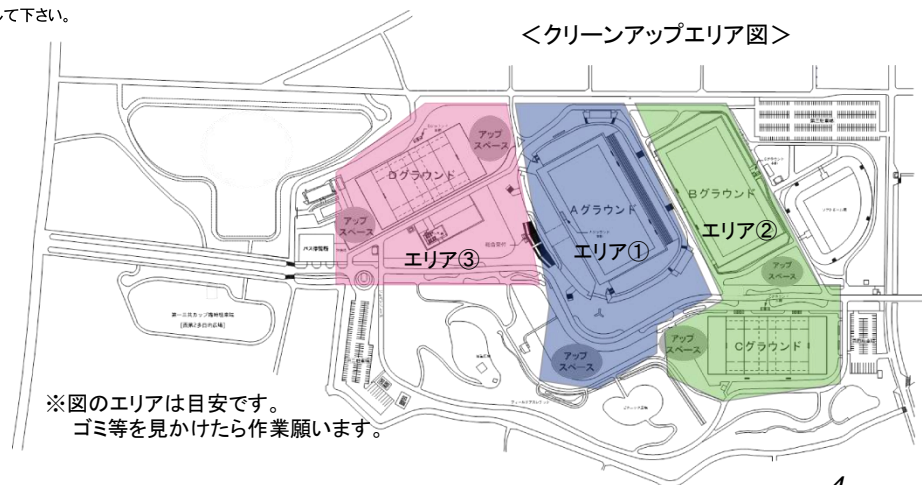 て下さい。
＜クリーンアップエリア図＞
アップ
スペース
Dグラウンド
アップ
スペース
バス停留所
総合受付
エリア③
Aグラウンド
エリア①
アップ
スペース
Bグラウンド
エリア②
アップ
スペース
アップ
スペース
Cグラウンド
※図のエリアは目安です。
ゴミ等を見かけたら作業願います。